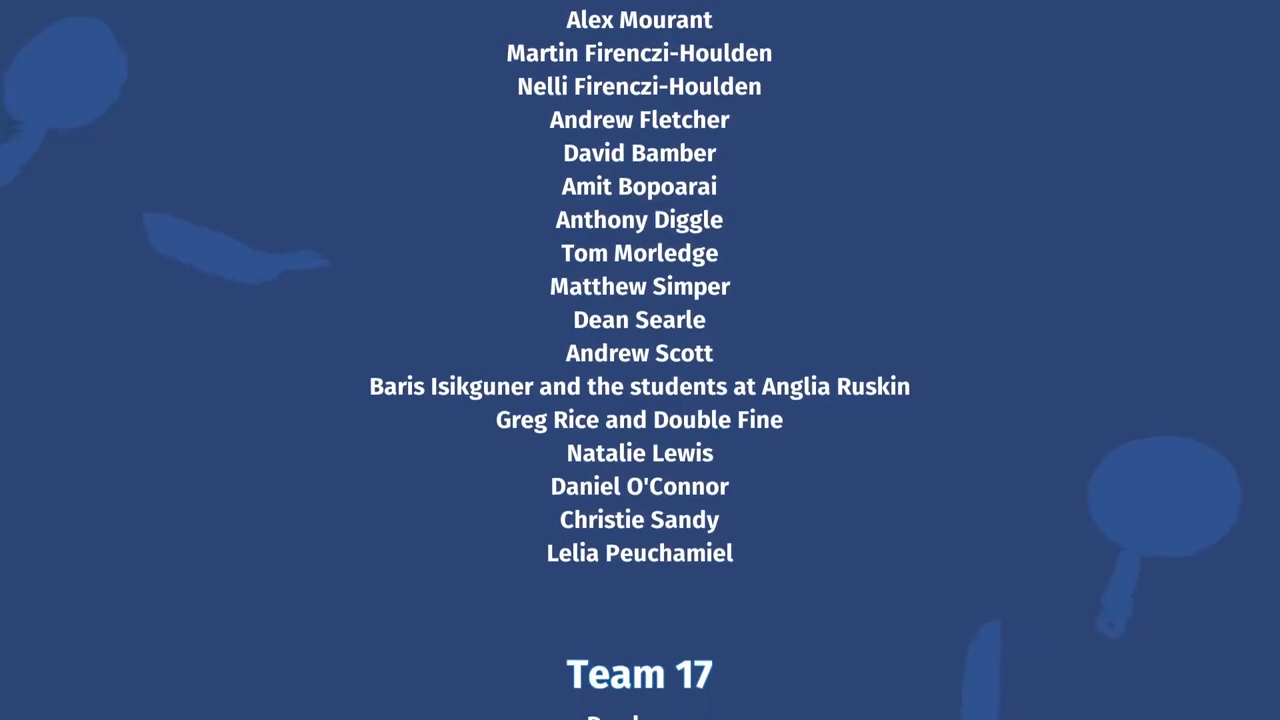 Alex Mourant
Martin Firenczi-Houlden
Nelli Firenczi-Houlden
Andrew Fletcher
David Bamber
Amit Bopoarai
Anthony Diggle
Tom Morledge
Matthew Simper
Dean Searle
Andrew Scott
Baris Isikguner and the students at Anglia Ruskin
Greg Rice and Double Fine
Natalie Lewis
Daniel O'Connor
Christie Sandy
Lelia Peuchamiel
Team 17